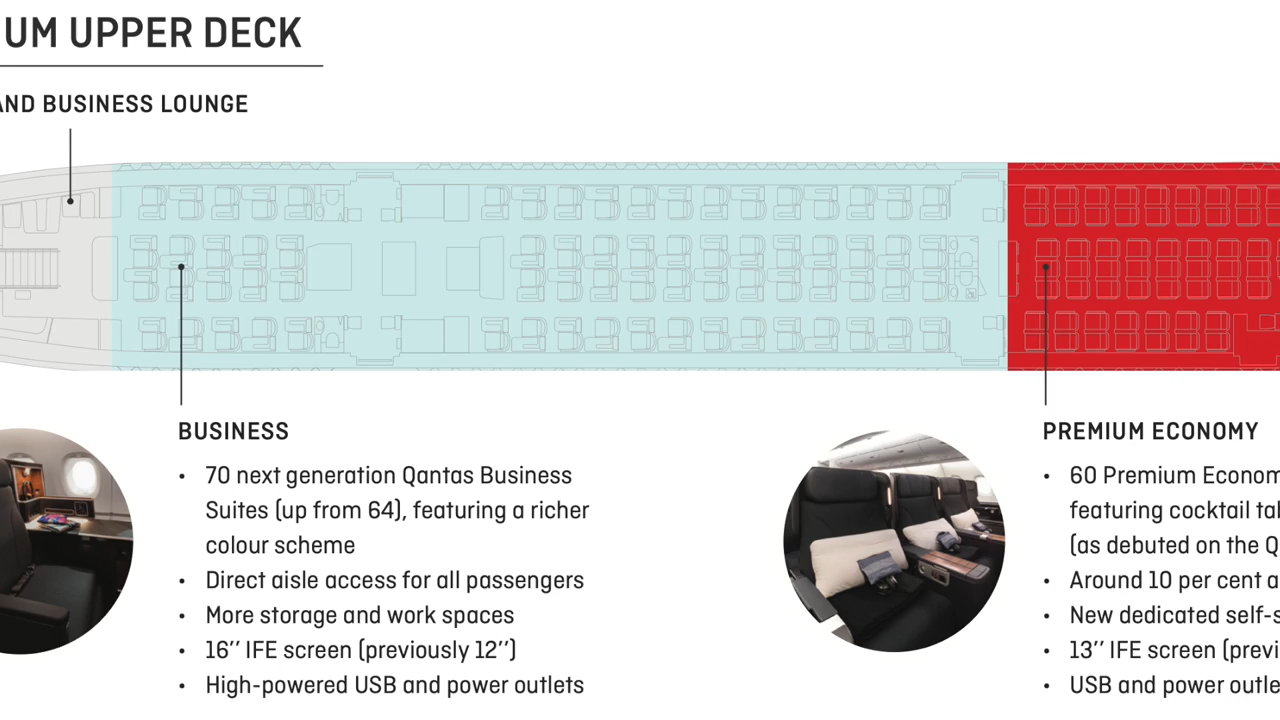 UM UPPER DECK
AND BUSINESS LOUNGE
BUSINESS
• 70 next generation Qantas Business
Suites (up from 64), featuring a richer
colour scheme
• Direct aisle access for all passengers
• More storage and work spaces
• 16’’ IFE screen (previously 12’’)
• High-powered USB and power outlets
PREMIUM ECONOMY
• 60 Premium Econom
featuring cocktail tal
(as debuted on the Q
• Around 10 per cent a
• New dedicated self-s
• 13’’ IFE screen (previ
• USB and power outle